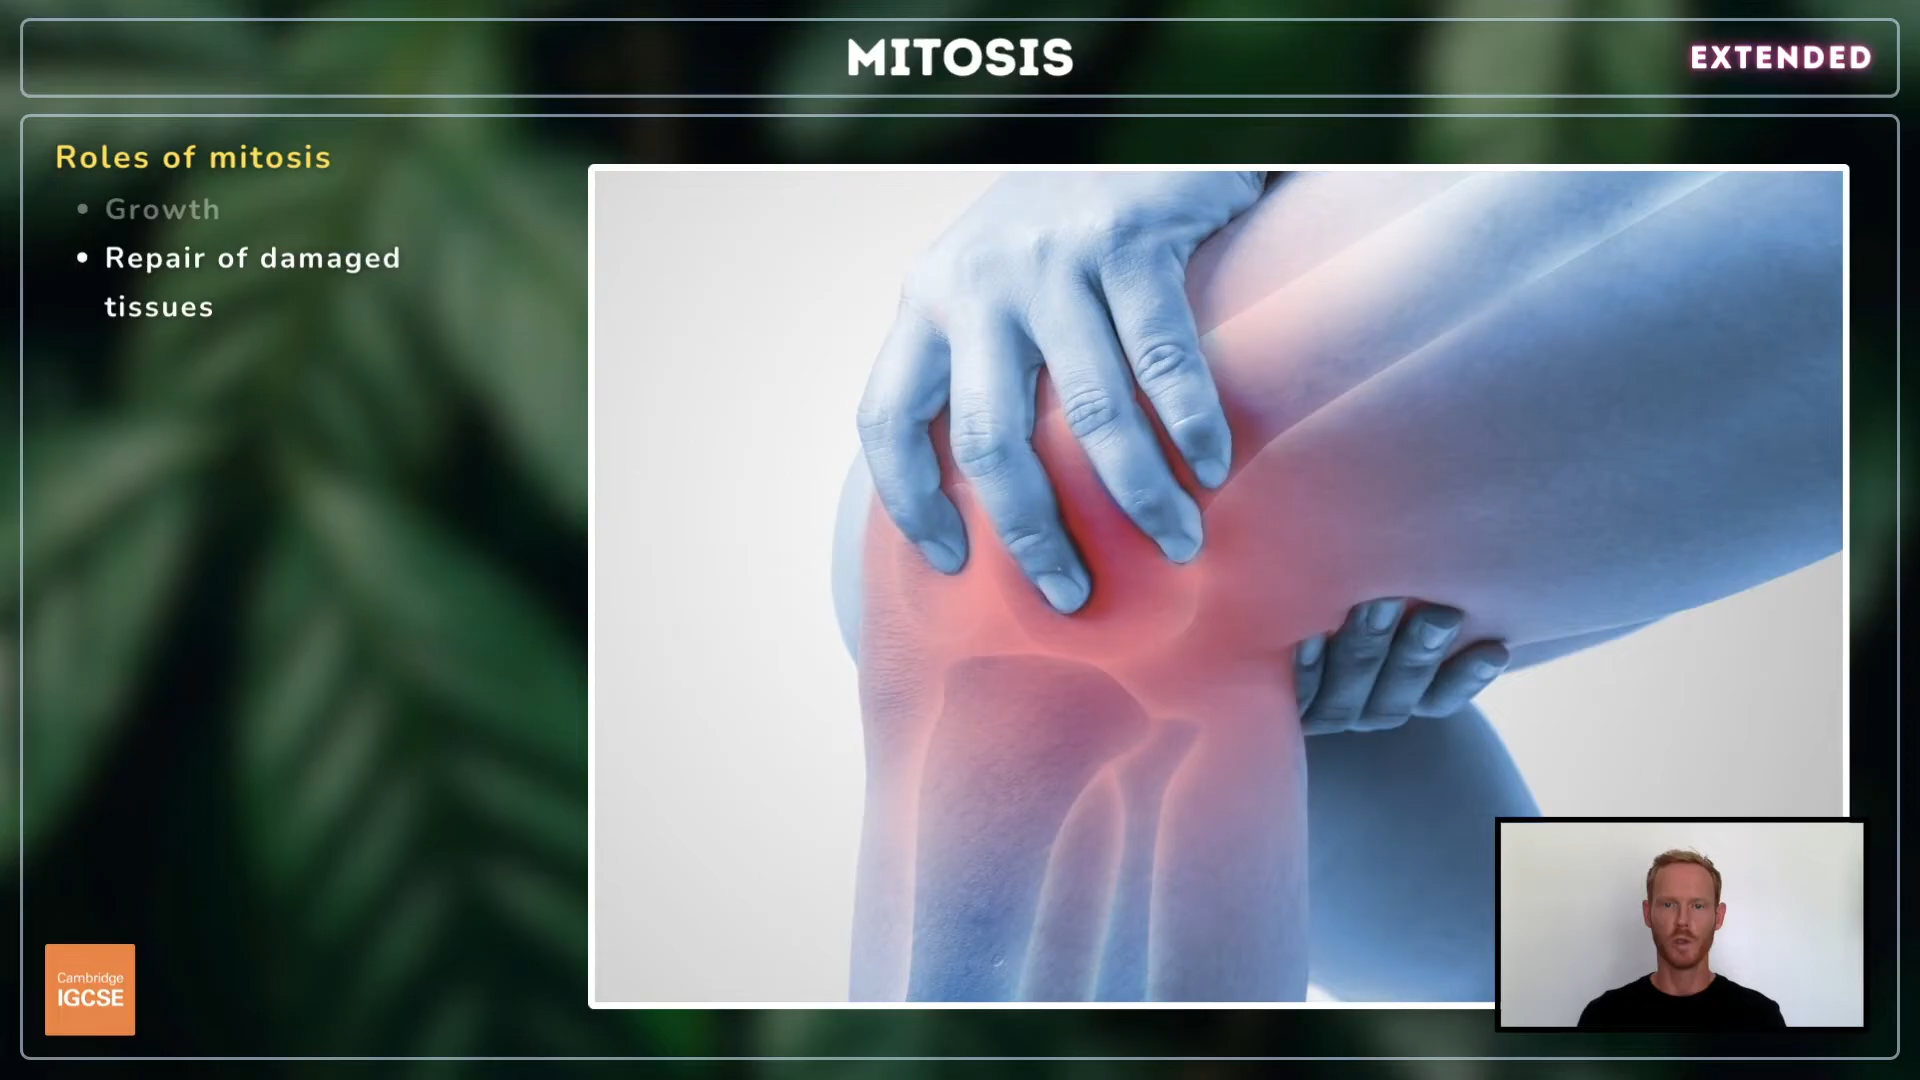 MITOSIS
EXTENDED
Roles of mitosis
• Growth
• Repair of damaged
tissues
Cambridge
IGCSE